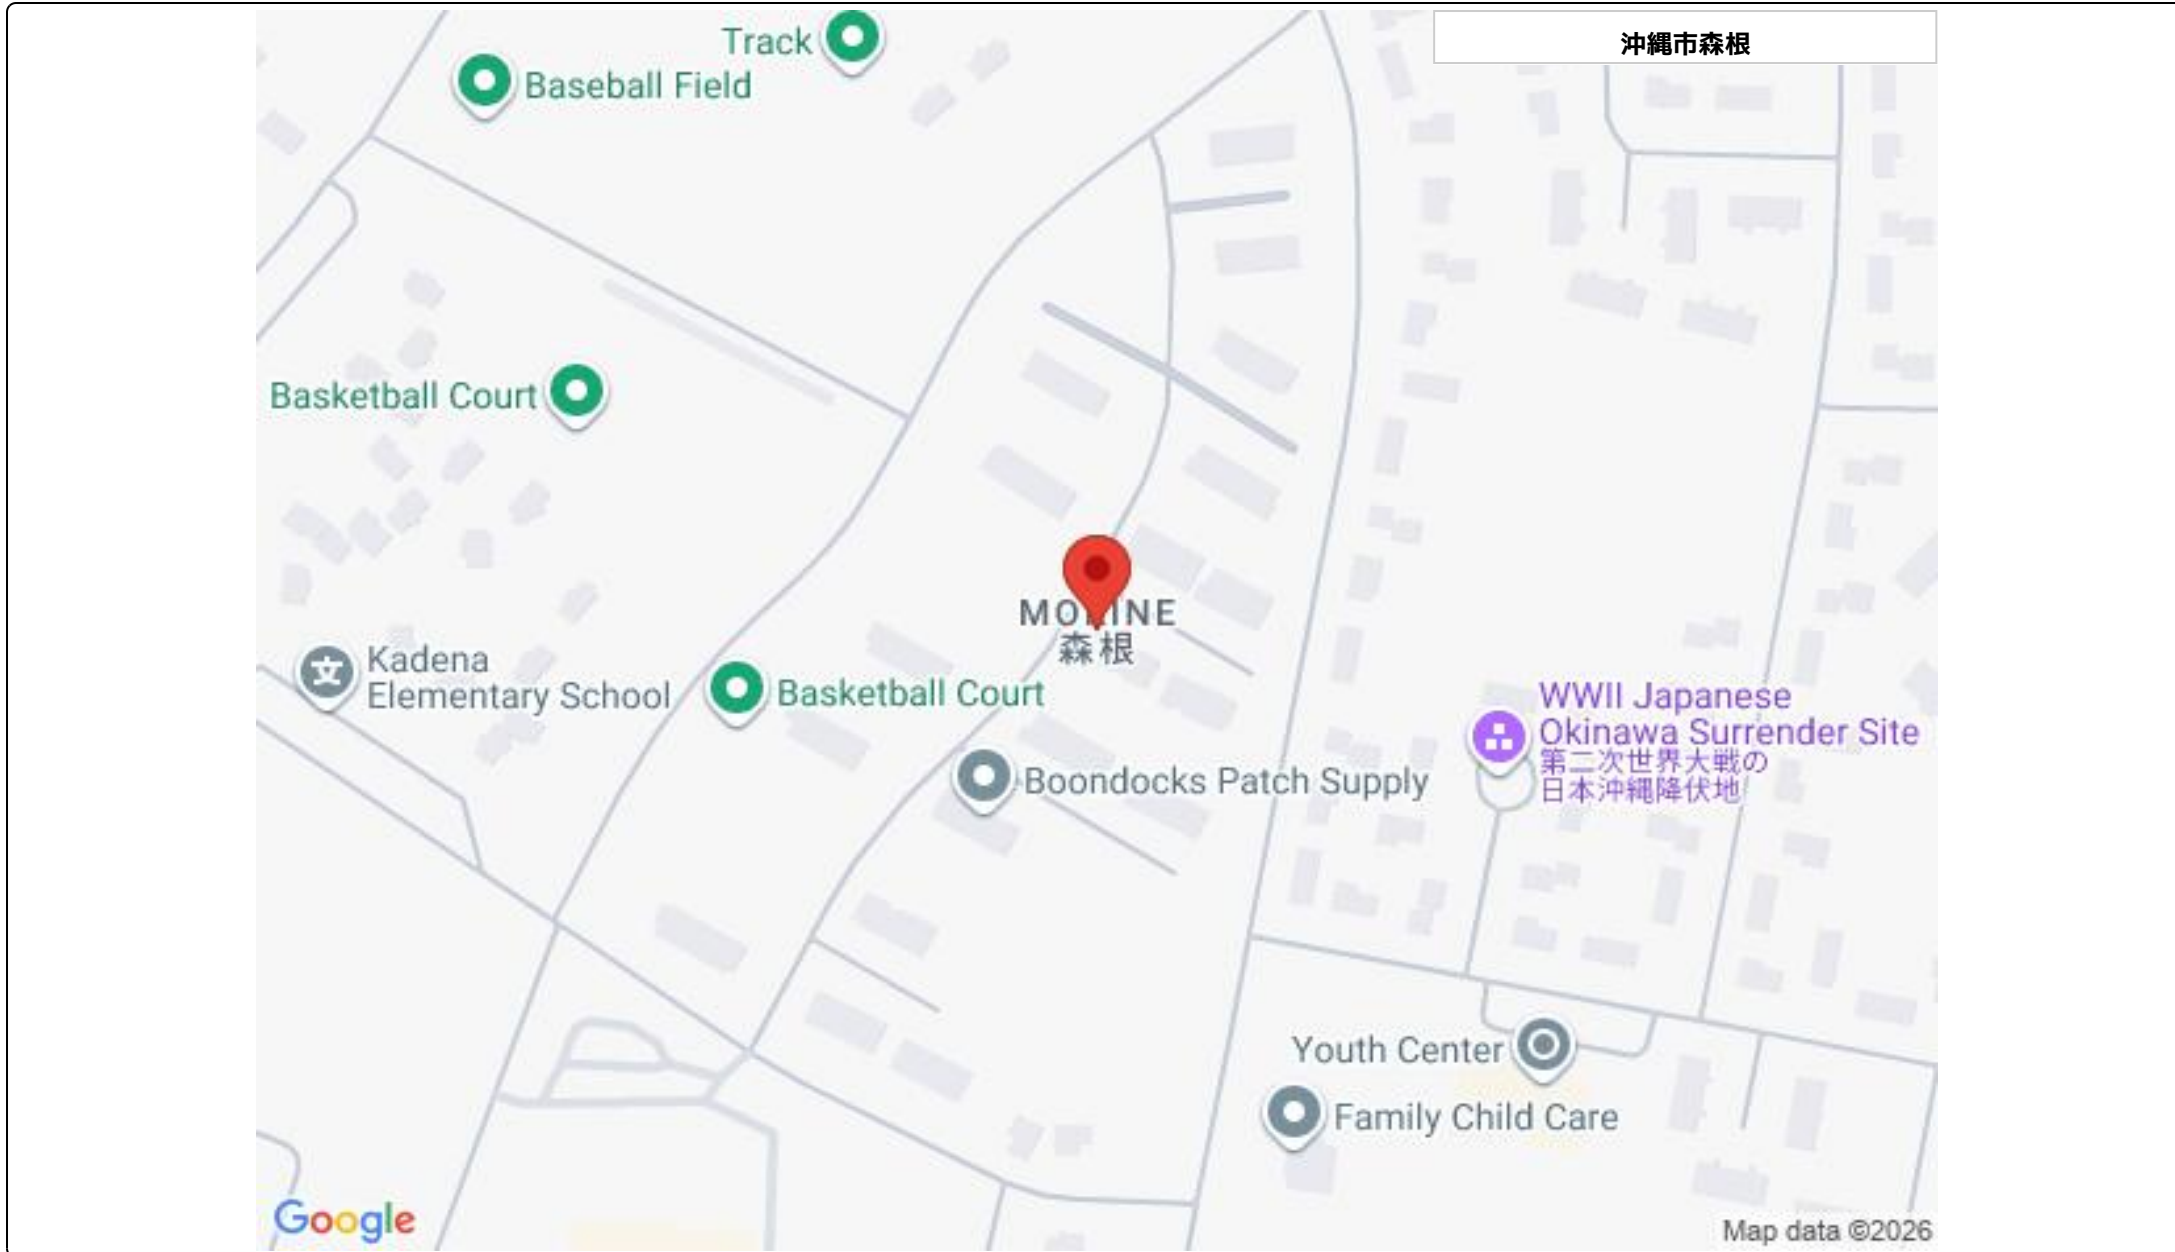 沖縄市森根
Track
Baseball Field
Basketball Court
MORINE
森根
Kadena
Elementary School
Basketball Court
WWII Japanese
Okinawa Surrender Site
第二次世界大戦の
日本沖縄降伏地
Boondocks Patch Supply
Youth Center
Family Child Care
Google
Map data ©2026